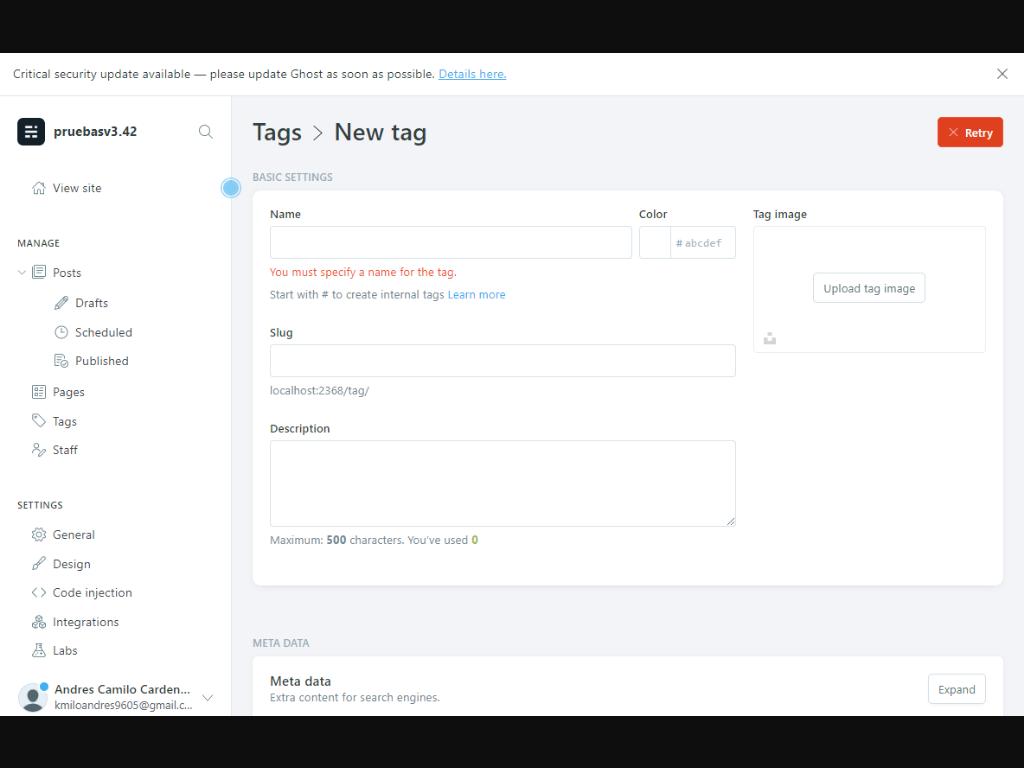 Critical security update available — please update Ghost as soon as possible. Details here.
pruebasv3.42
View site
MANAGE
Posts
Drafts
Scheduled
Published
Pages
Tags
Staff
SETTINGS
General
Design
Code injection
Integrations
Labs
Andres Camilo Carden...
kmiloandres9605@gmail.c...
Tags > New tag
Retry
BASIC SETTINGS
Name
You must specify a name for the tag.
Start with # to create internal tags Learn more
Color
# abcdef
Tag image
Upload tag image
Slug
localhost:2368/tag/
Description
Maximum: 500 characters. You've used 0
META DATA
Meta data
Extra content for search engines.
Expand